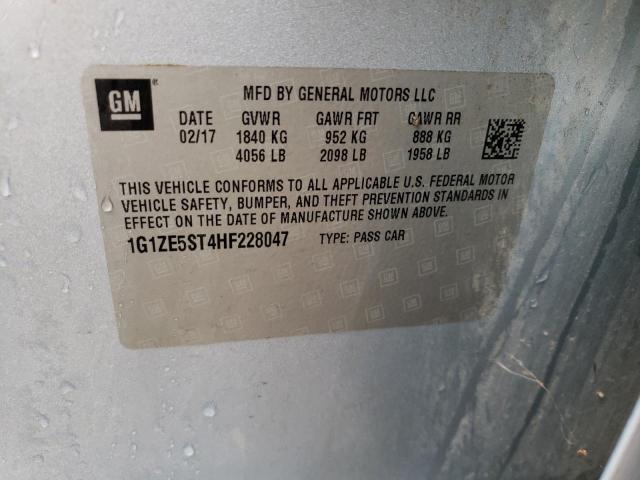 GM
MFD BY GENERAL MOTORS LLC
DATE GVWR GAWR FRT GAWR RR
02/17 1840 KG 952 KG 888 KG
4056 LB 2098 LB 1958 LB
THIS VEHICLE CONFORMS TO ALL APPLICABLE U.S. FEDERAL MOTOR
VEHICLE SAFETY, BUMPER, AND THEFT PREVENTION STANDARDS IN
EFFECT ON THE DATE OF MANUFACTURE SHOWN ABOVE.
1G1ZE5ST4HF228047 TYPE: PASS CAR